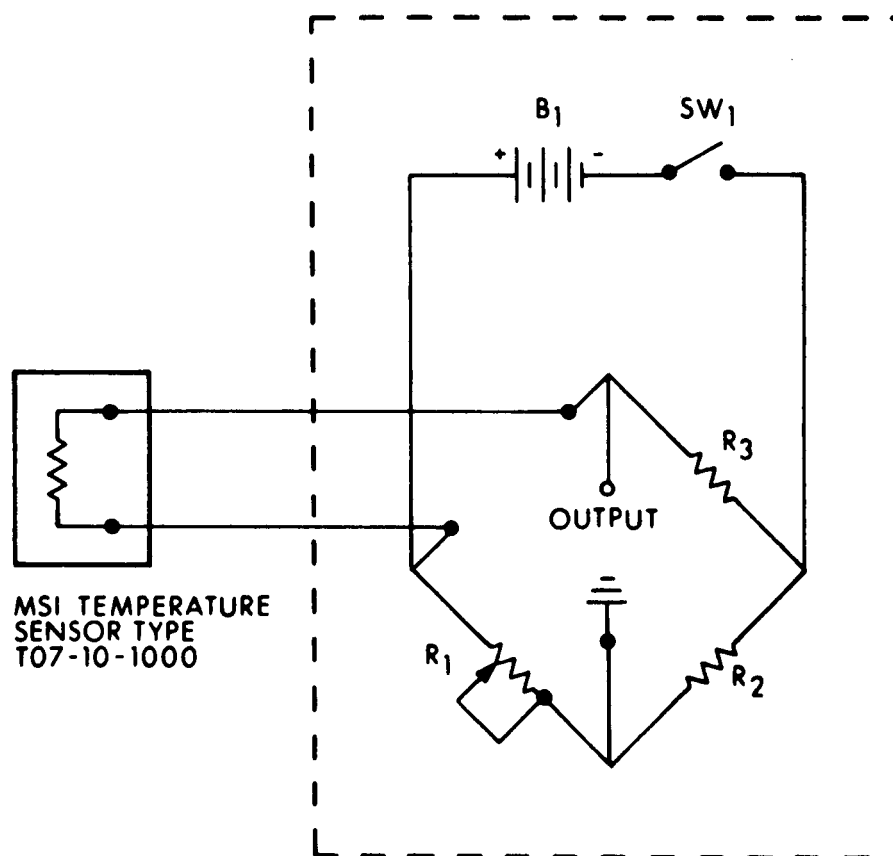 B1
SW1
+
-
R3
OUTPUT
MSI TEMPERATURE
SENSOR TYPE
T07-10-1000
R1
R2